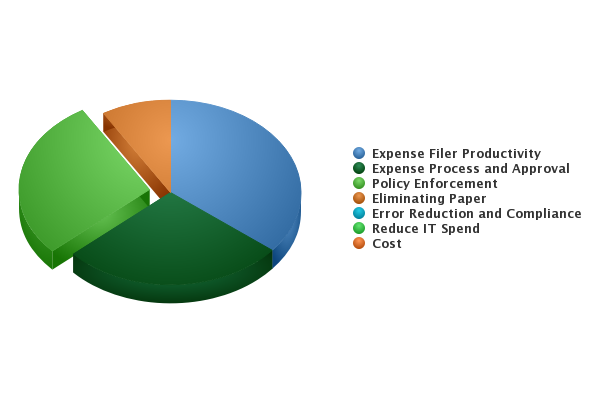 Expense Filer Productivity
Expense Process and Approval
Policy Enforcement
Eliminating Paper
Error Reduction and Compliance
Reduce IT Spend
Cost